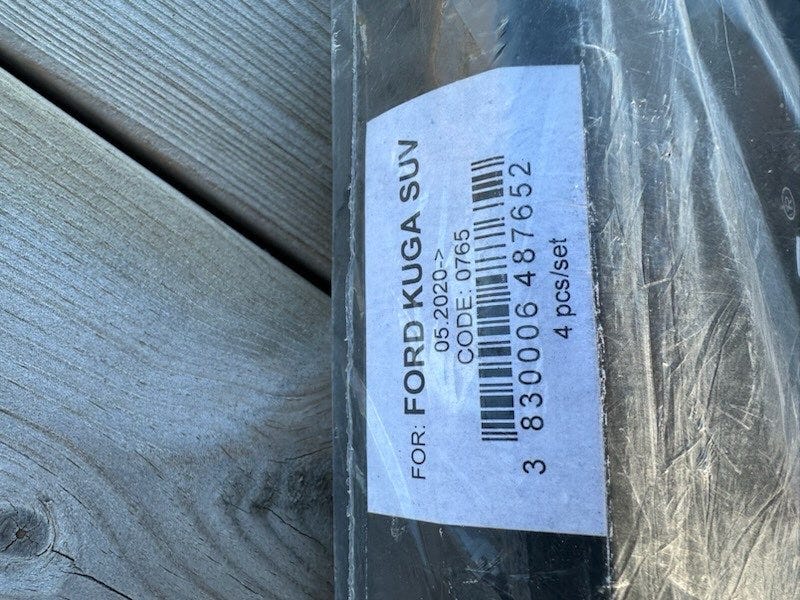 FOR: FORD KUGA SUV
05.2020->
CODE: 0765
3 830006 487652
4 pcs/set
®